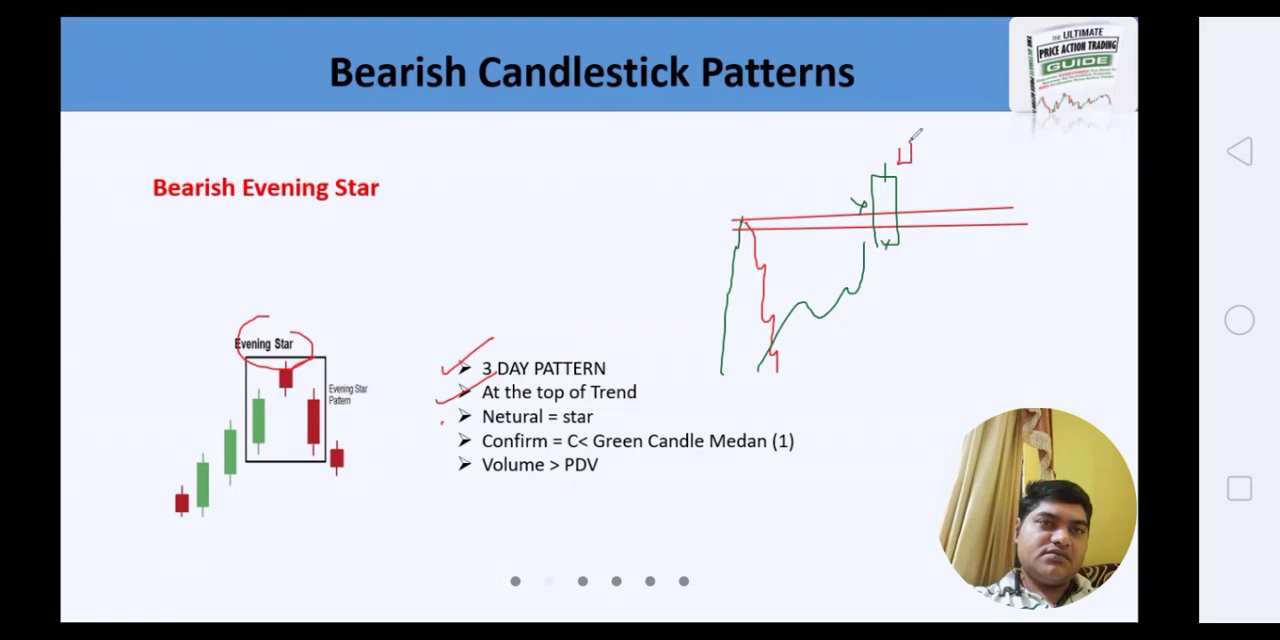 Bearish Candlestick Patterns
THE ULTIMATE
PRICE ACTION TRADING
GUIDE
Bearish Evening Star
Evening Star
Evening Star
Pattern
3 DAY PATTERN
At the top of Trend
Netural = star
Confirm = C< Green Candle Medan (1)
Volume > PDV